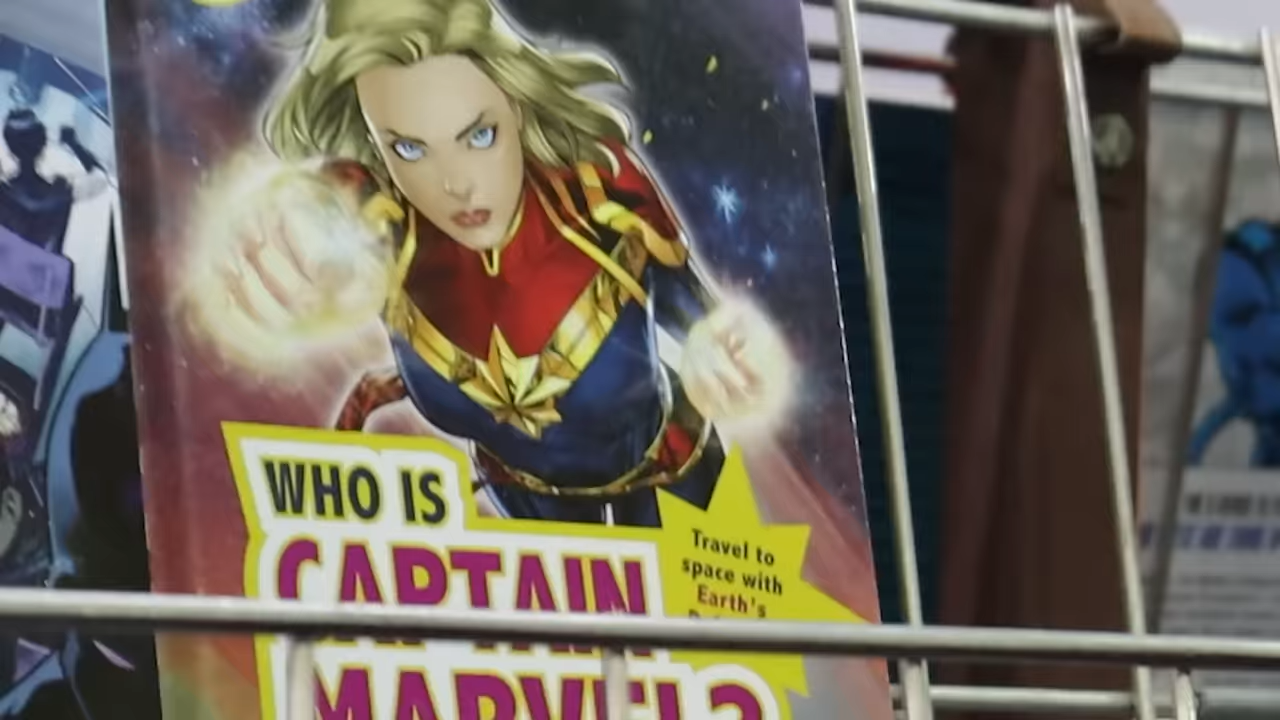 WHO IS
CAPTAIN
MARVEL?
Travel to
space with
Earth's